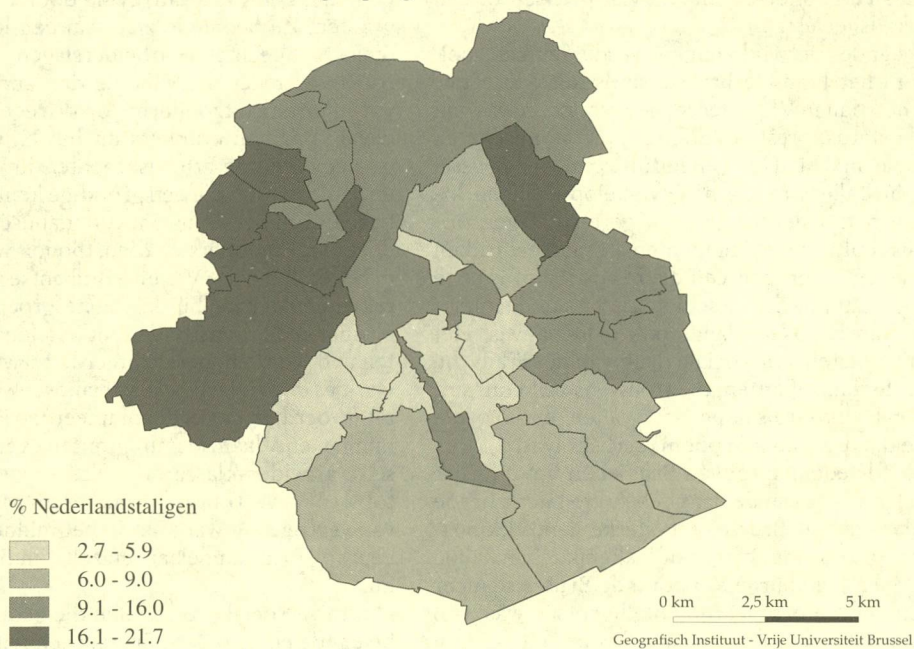 % Nederlandstaligen
2.7 - 5.9
6.0 - 9.0
9.1 - 16.0
16.1 - 21.7
0 km 2,5 km 5 km
Geografisch Instituut - Vrije Universiteit Brussel